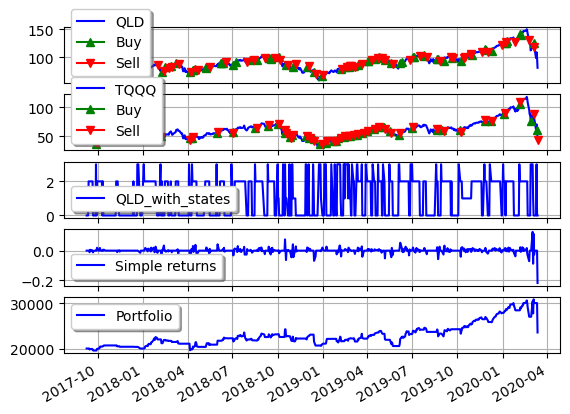 150
100
QLD
Buy
Sell
100
50
TQQQ
Buy
Sell
2
0
QLD_with_states
0.0
−0.2
Simple returns
30000
20000
Portfolio
2017-10
2018-01
2018-04
2018-07
2018-10
2019-01
2019-04
2019-07
2019-10
2020-01
2020-04